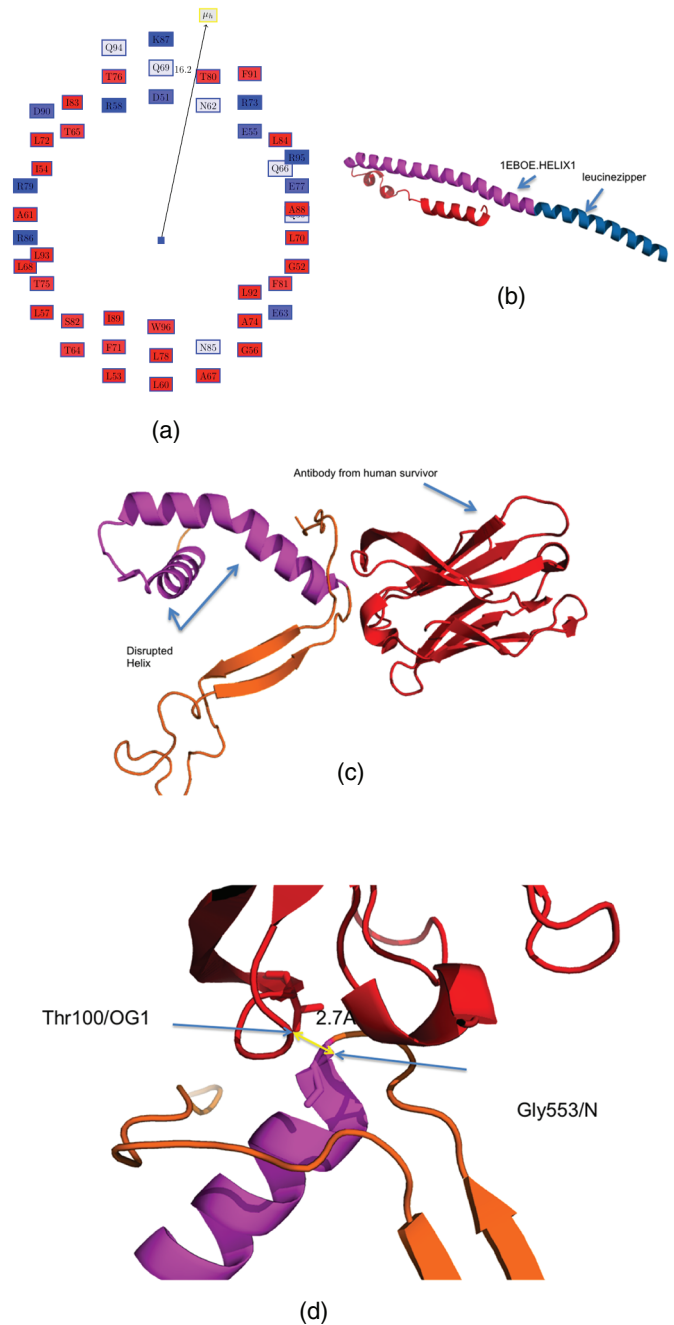 μh
Q94
K87
Q69
16.2
T76
T80
F91
I83
R58
D51
N62
R73
D90
T65
E55
L72
L84
R95
I54
Q66
R79
E77
A61
A88
R86
L70
L93
L68
G52
T75
F81
L92
L57
E63
S82
I89
W96
A74
T64
F71
L78
N85
G56
L53
L60
A67
(a)
1EBOE.HELIX1
leucinezipper
(b)
Antibody from human survivor
Disrupted
Helix
(c)
Thr100/OG1
2.7A
Gly553/N
(d)